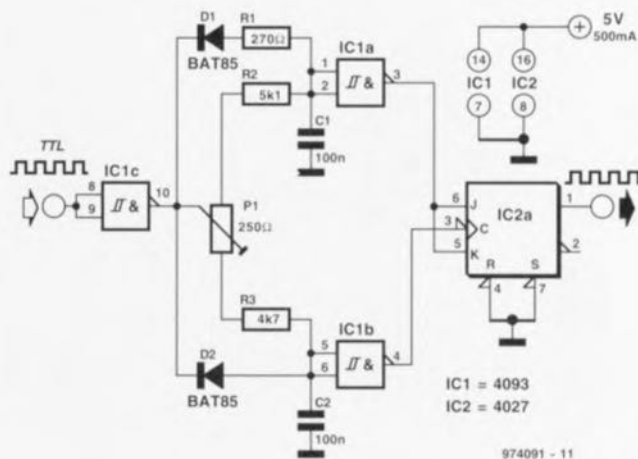 D1
R1
270Ω
BAT85
R2
5k1
IC1a
1
2
3
&
C1
100n
5V
500mA
14
16
IC1
IC2
7
8
TTL
IC1c
8
9
10
&
P1
250Ω
6
J
3
C
5
K
IC2a
1
2
R
S
4
7
R3
4k7
IC1b
5
6
4
&
D2
BAT85
C2
100n
IC1 = 4093
IC2 = 4027
974091 - 11